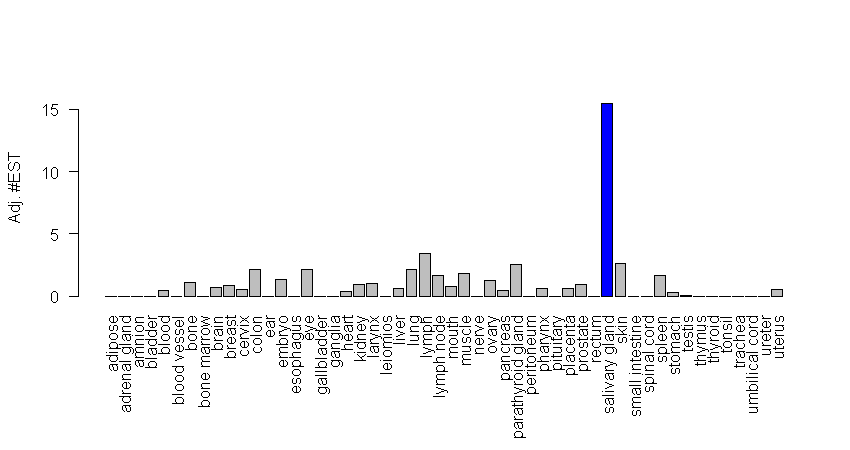 Adj. #EST
15
10
5
0
adipose
adrenal gland
amnion
bladder
blood
blood vessel
bone
bone marrow
brain
breast
cervix
colon
ear
embryo
esophagus
eye
gallbladder
ganglia
heart
kidney
larynx
leiomios
liver
lung
lymph
lymph node
mouth
muscle
nerve
ovary
pancreas
parathyroid gland
peritoneum
pharynx
pituitary
placenta
prostate
rectum
salivary gland
skin
small intestine
spinal cord
spleen
stomach
testis
thymus
thyroid
tonsil
trachea
umbilical cord
ureter
uterus